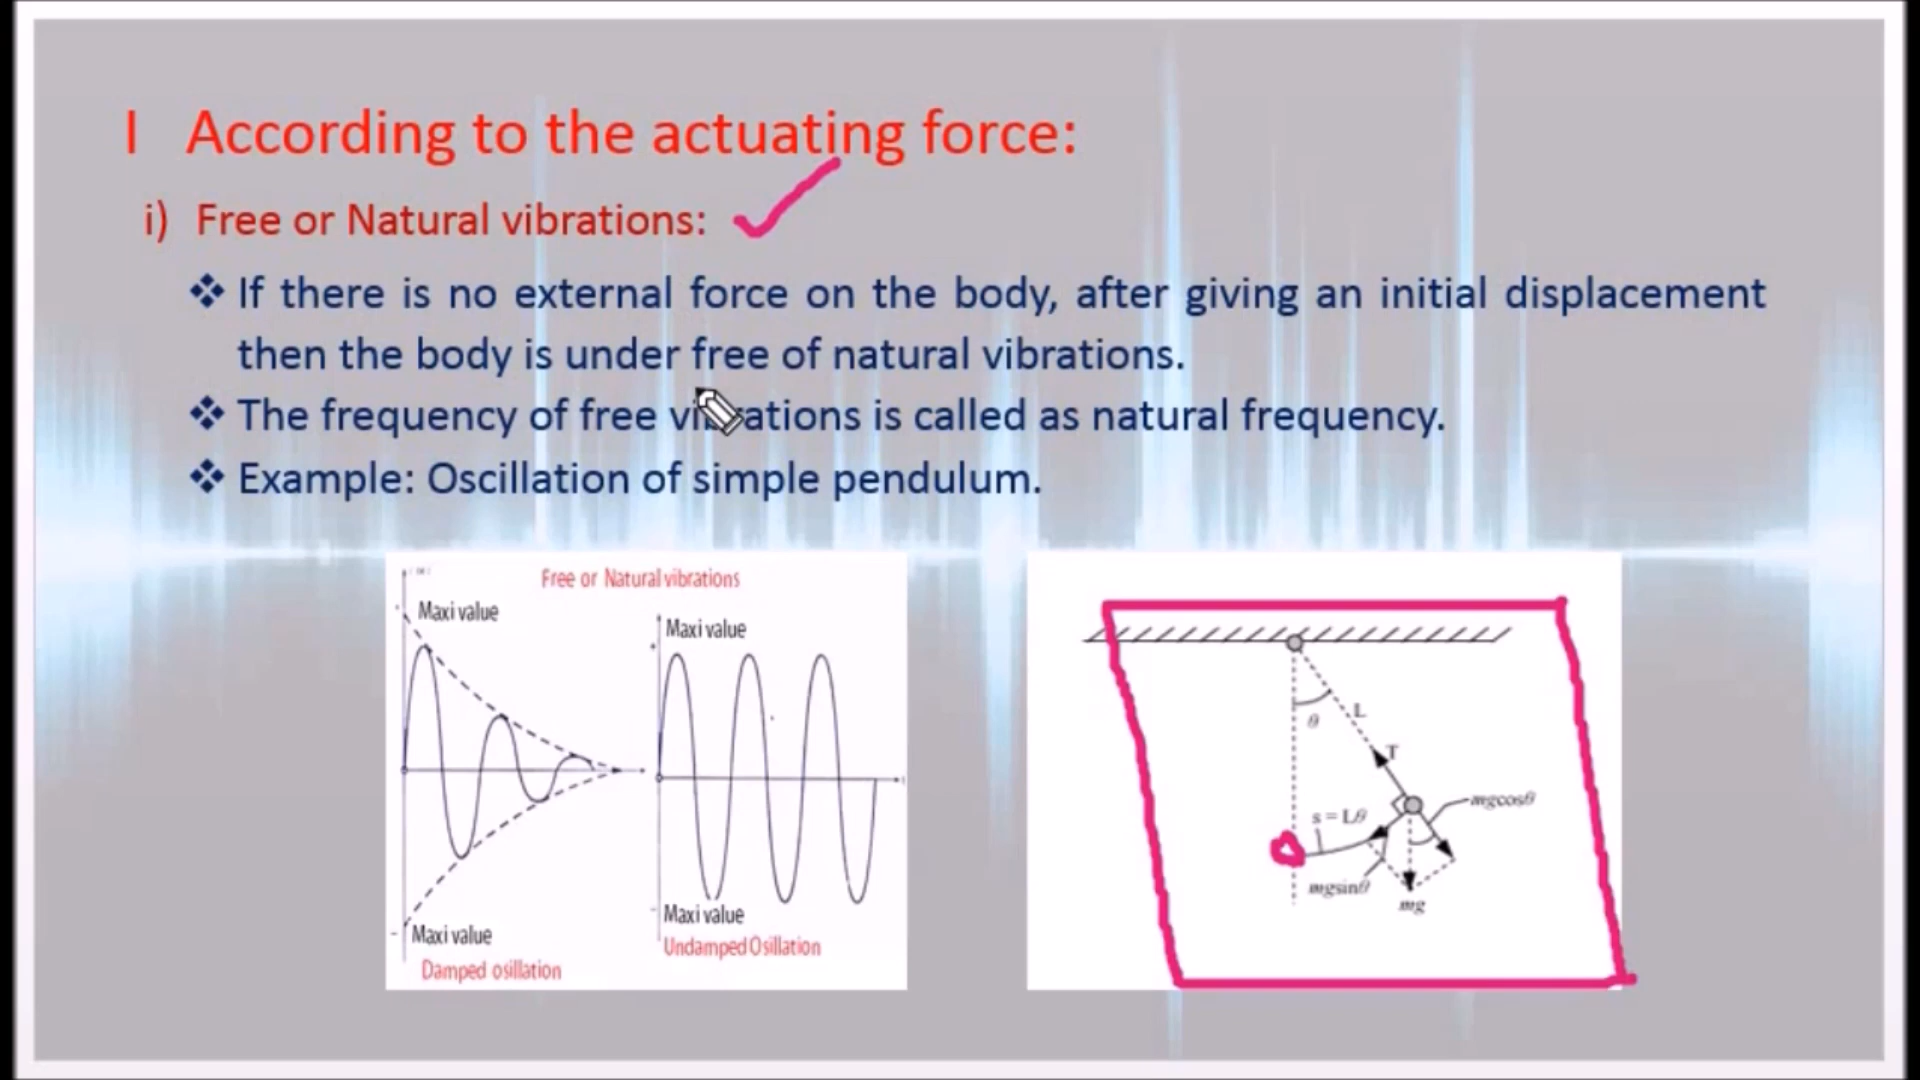 I According to the actuating force:
i) Free or Natural vibrations:
❖ If there is no external force on the body, after giving an initial displacement
then the body is under free of natural vibrations.
❖ The frequency of free vibrations is called as natural frequency.
❖ Example: Oscillation of simple pendulum.
Free or Natural vibrations
Maxi value
Maxi value
Maxi value
Damped osillation
Maxi value
Undamped Osillation
θ
L
T
s = Lθ
mgcosθ
mgsinθ
mg